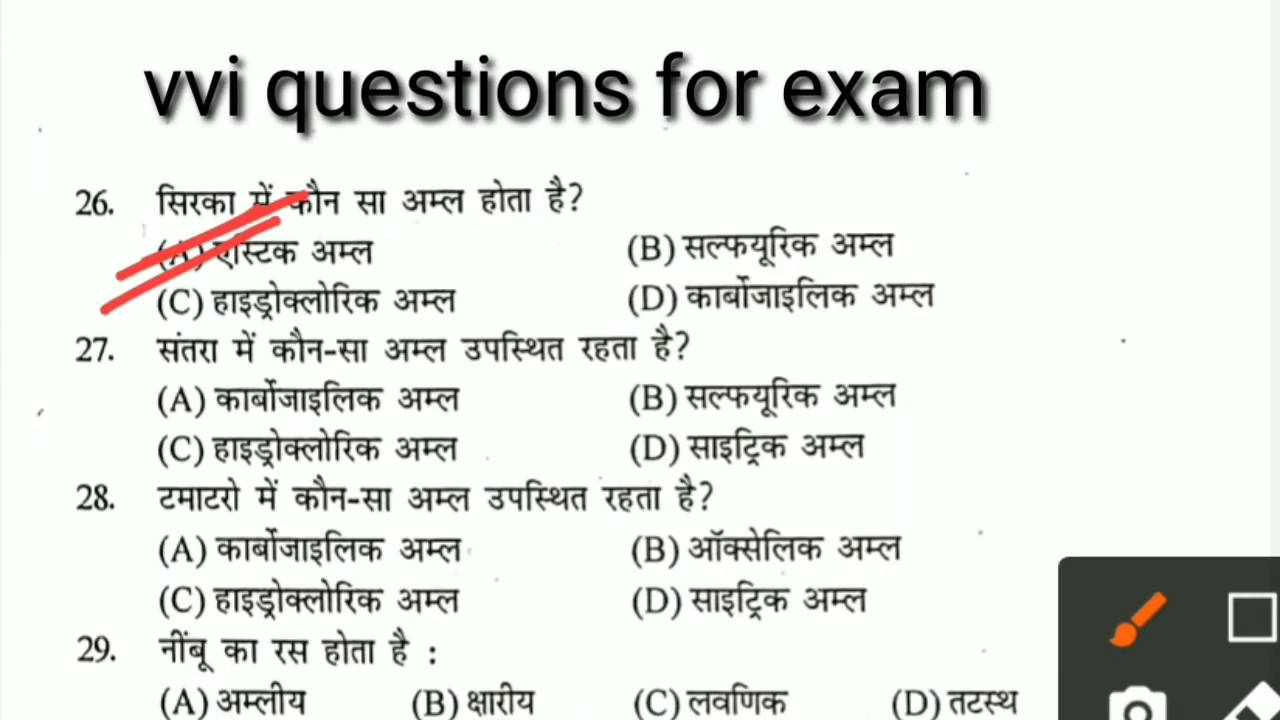 vvi questions for exam
26. सिरका में कौन सा अम्ल होता है?
(A) एसिटिक अम्ल (B) सल्फयूरिक अम्ल
(C) हाइड्रोक्लोरिक अम्ल (D) कार्बोजाइलिक अम्ल
27. संतरा में कौन-सा अम्ल उपस्थित रहता है?
(A) कार्बोजाइलिक अम्ल (B) सल्फयूरिक अम्ल
(C) हाइड्रोक्लोरिक अम्ल (D) साइट्रिक अम्ल
28. टमाटरो में कौन-सा अम्ल उपस्थित रहता है?
(A) कार्बोजाइलिक अम्ल (B) ऑक्सेलिक अम्ल
(C) हाइड्रोक्लोरिक अम्ल (D) साइट्रिक अम्ल
29. नींबू का रस होता है :
(A) अम्लीय (B) क्षारीय (C) लवणिक (D) तटस्थ